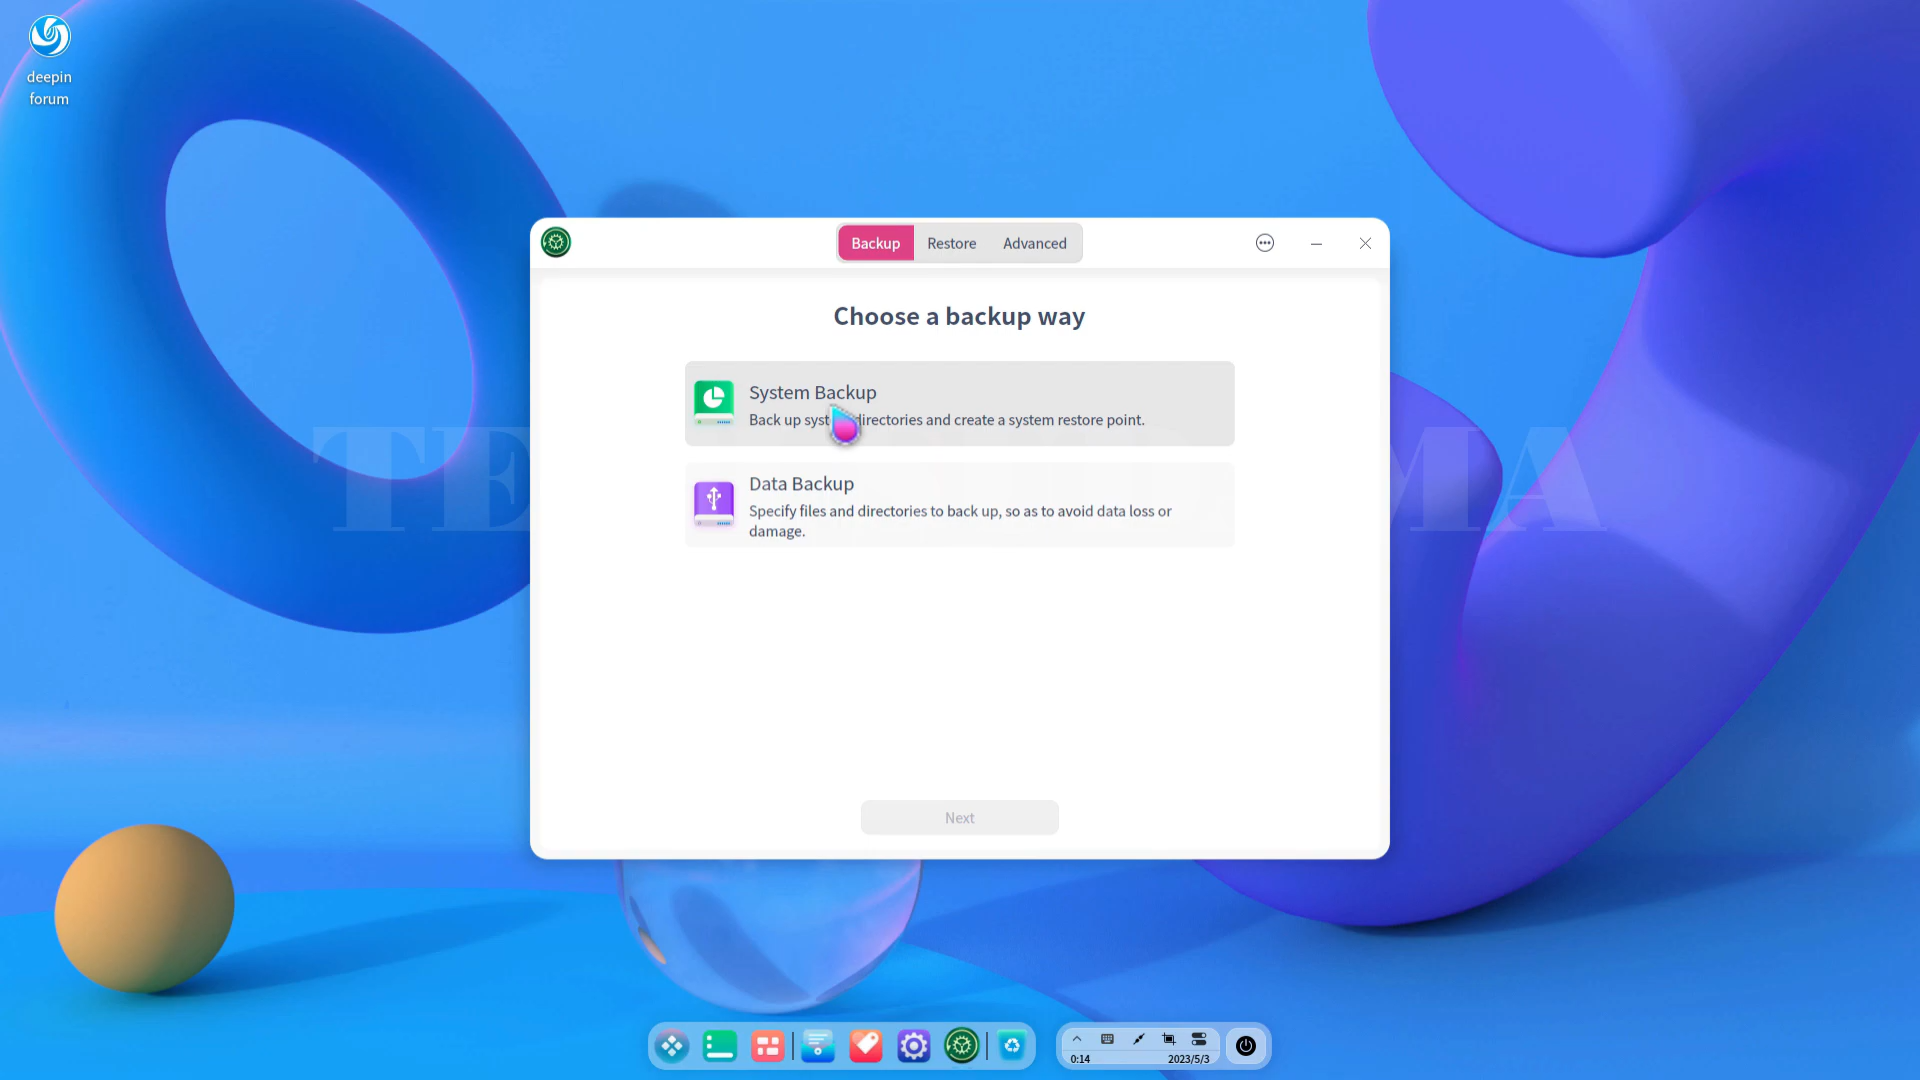 deepin
forum
Backup
Restore
Advanced
Choose a backup way
System Backup
Back up syst directories and create a system restore point.
Data Backup
Specify files and directories to back up, so as to avoid data loss or
damage.
Next
0:14
2023/5/3